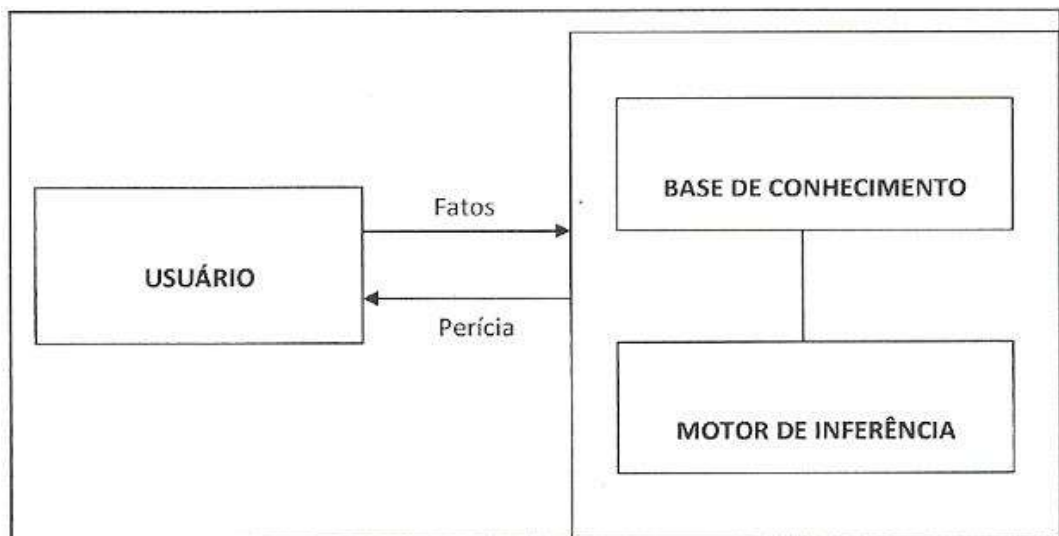 BASE DE CONHECIMENTO
Fatos
USUÁRIO
Perícia
MOTOR DE INFERÊNCIA